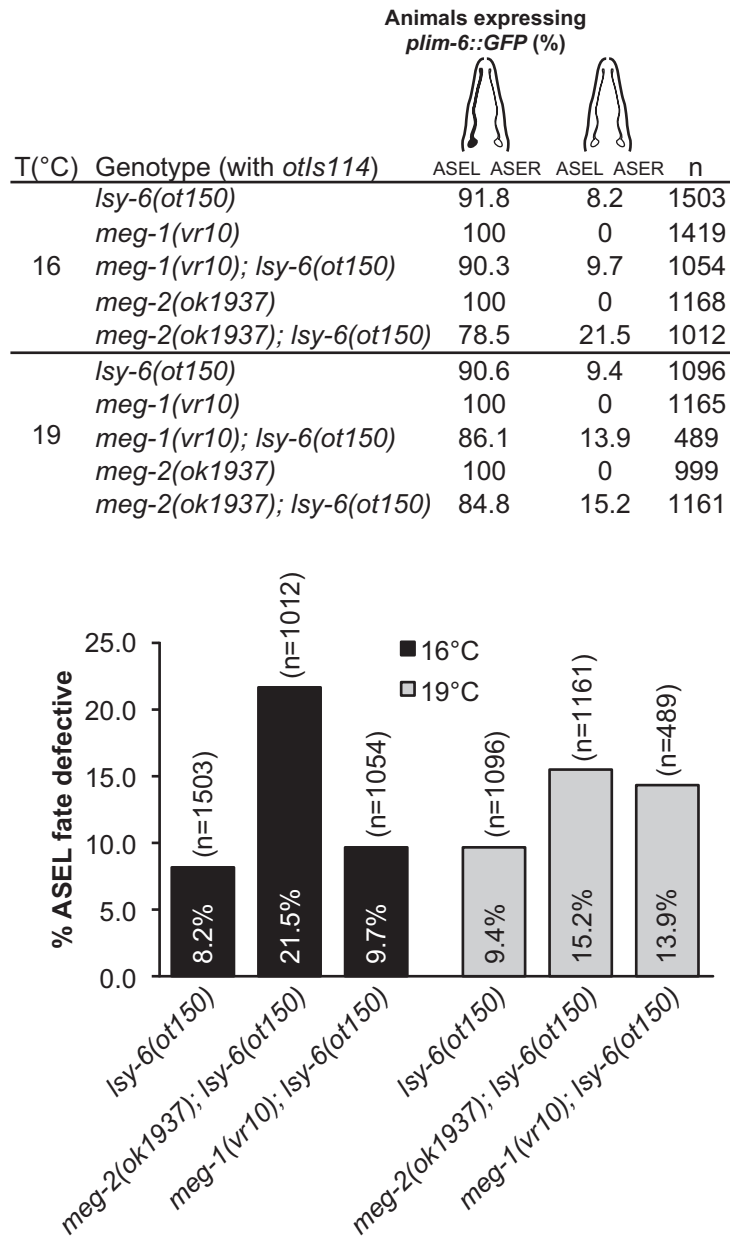 Animals expressing
plim-6::GFP (%)
T(°C) Genotype (with otIs114) ASEL ASER ASEL ASER n
lsy-6(ot150) 91.8 8.2 1503
meg-1(vr10) 100 0 1419
16 meg-1(vr10); lsy-6(ot150) 90.3 9.7 1054
meg-2(ok1937) 100 0 1168
meg-2(ok1937); lsy-6(ot150) 78.5 21.5 1012
lsy-6(ot150) 90.6 9.4 1096
meg-1(vr10) 100 0 1165
19 meg-1(vr10); lsy-6(ot150) 86.1 13.9 489
meg-2(ok1937) 100 0 999
meg-2(ok1937); lsy-6(ot150) 84.8 15.2 1161
% ASEL fate defective
25.0
20.0
15.0
10.0
5.0
0.0
16°C
19°C
(n=1503)
(n=1012)
(n=1054)
(n=1096)
(n=1161)
(n=489)
8.2%
21.5%
9.7%
9.4%
15.2%
13.9%
lsy-6(ot150)
meg-2(ok1937); lsy-6(ot150)
meg-1(vr10); lsy-6(ot150)
lsy-6(ot150)
meg-2(ok1937); lsy-6(ot150)
meg-1(vr10); lsy-6(ot150)